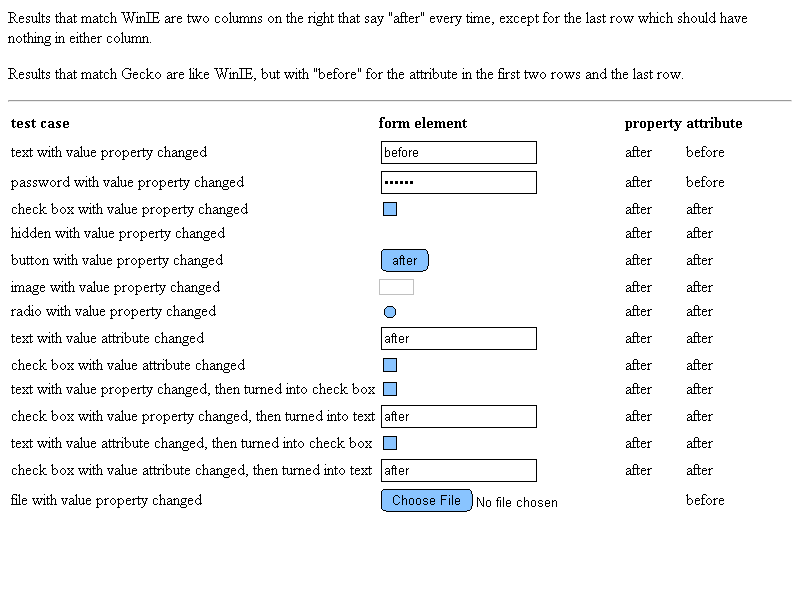 Results that match WinIE are two columns on the right that say "after" every time, except for the last row which should have
nothing in either column.
Results that match Gecko are like WinIE, but with "before" for the attribute in the first two rows and the last row.
test case form element property attribute
text with value property changed before after before
password with value property changed •••••• after before
check box with value property changed after after
hidden with value property changed after after
button with value property changed after after after
image with value property changed after after
radio with value property changed after after
text with value attribute changed after after after
check box with value attribute changed after after
text with value property changed, then turned into check box after after
check box with value property changed, then turned into text after after after
text with value attribute changed, then turned into check box after after
check box with value attribute changed, then turned into text after after after
file with value property changed Choose File No file chosen before